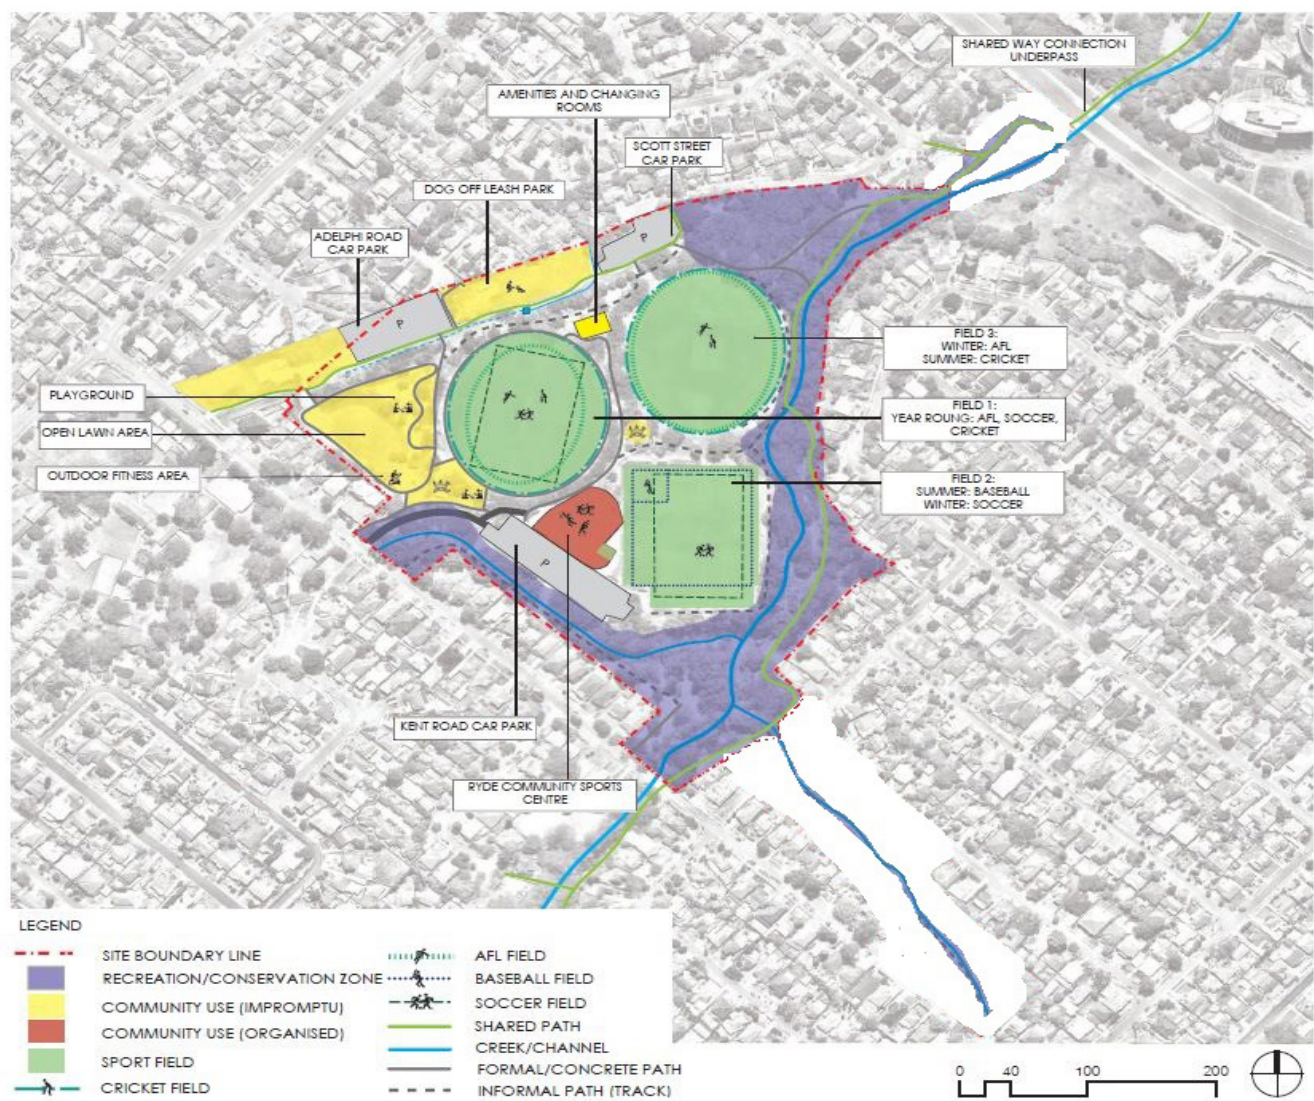 SHARED WAY CONNECTION
UNDERPASS
AMENITIES AND CHANGING
ROOMS
SCOTT STREET
CAR PARK
DOG OFF LEASH PARK
ADELPHI ROAD
CAR PARK
P
P
FIELD 3:
WINTER: AFL
SUMMER: CRICKET
PLAYGROUND
FIELD 1:
YEAR ROUNG: AFL, SOCCER,
CRICKET
OPEN LAWN AREA
OUTDOOR FITNESS AREA
FIELD 2:
SUMMER: BASEBALL
WINTER: SOCCER
P
KENT ROAD CAR PARK
RYDE COMMUNITY SPORTS
CENTRE
LEGEND
SITE BOUNDARY LINE
RECREATION/CONSERVATION ZONE
COMMUNITY USE (IMPROMPTU)
COMMUNITY USE (ORGANISED)
SPORT FIELD
CRICKET FIELD
AFL FIELD
BASEBALL FIELD
SOCCER FIELD
SHARED PATH
CREEK/CHANNEL
FORMAL/CONCRETE PATH
INFORMAL PATH (TRACK)
0 40 100 200